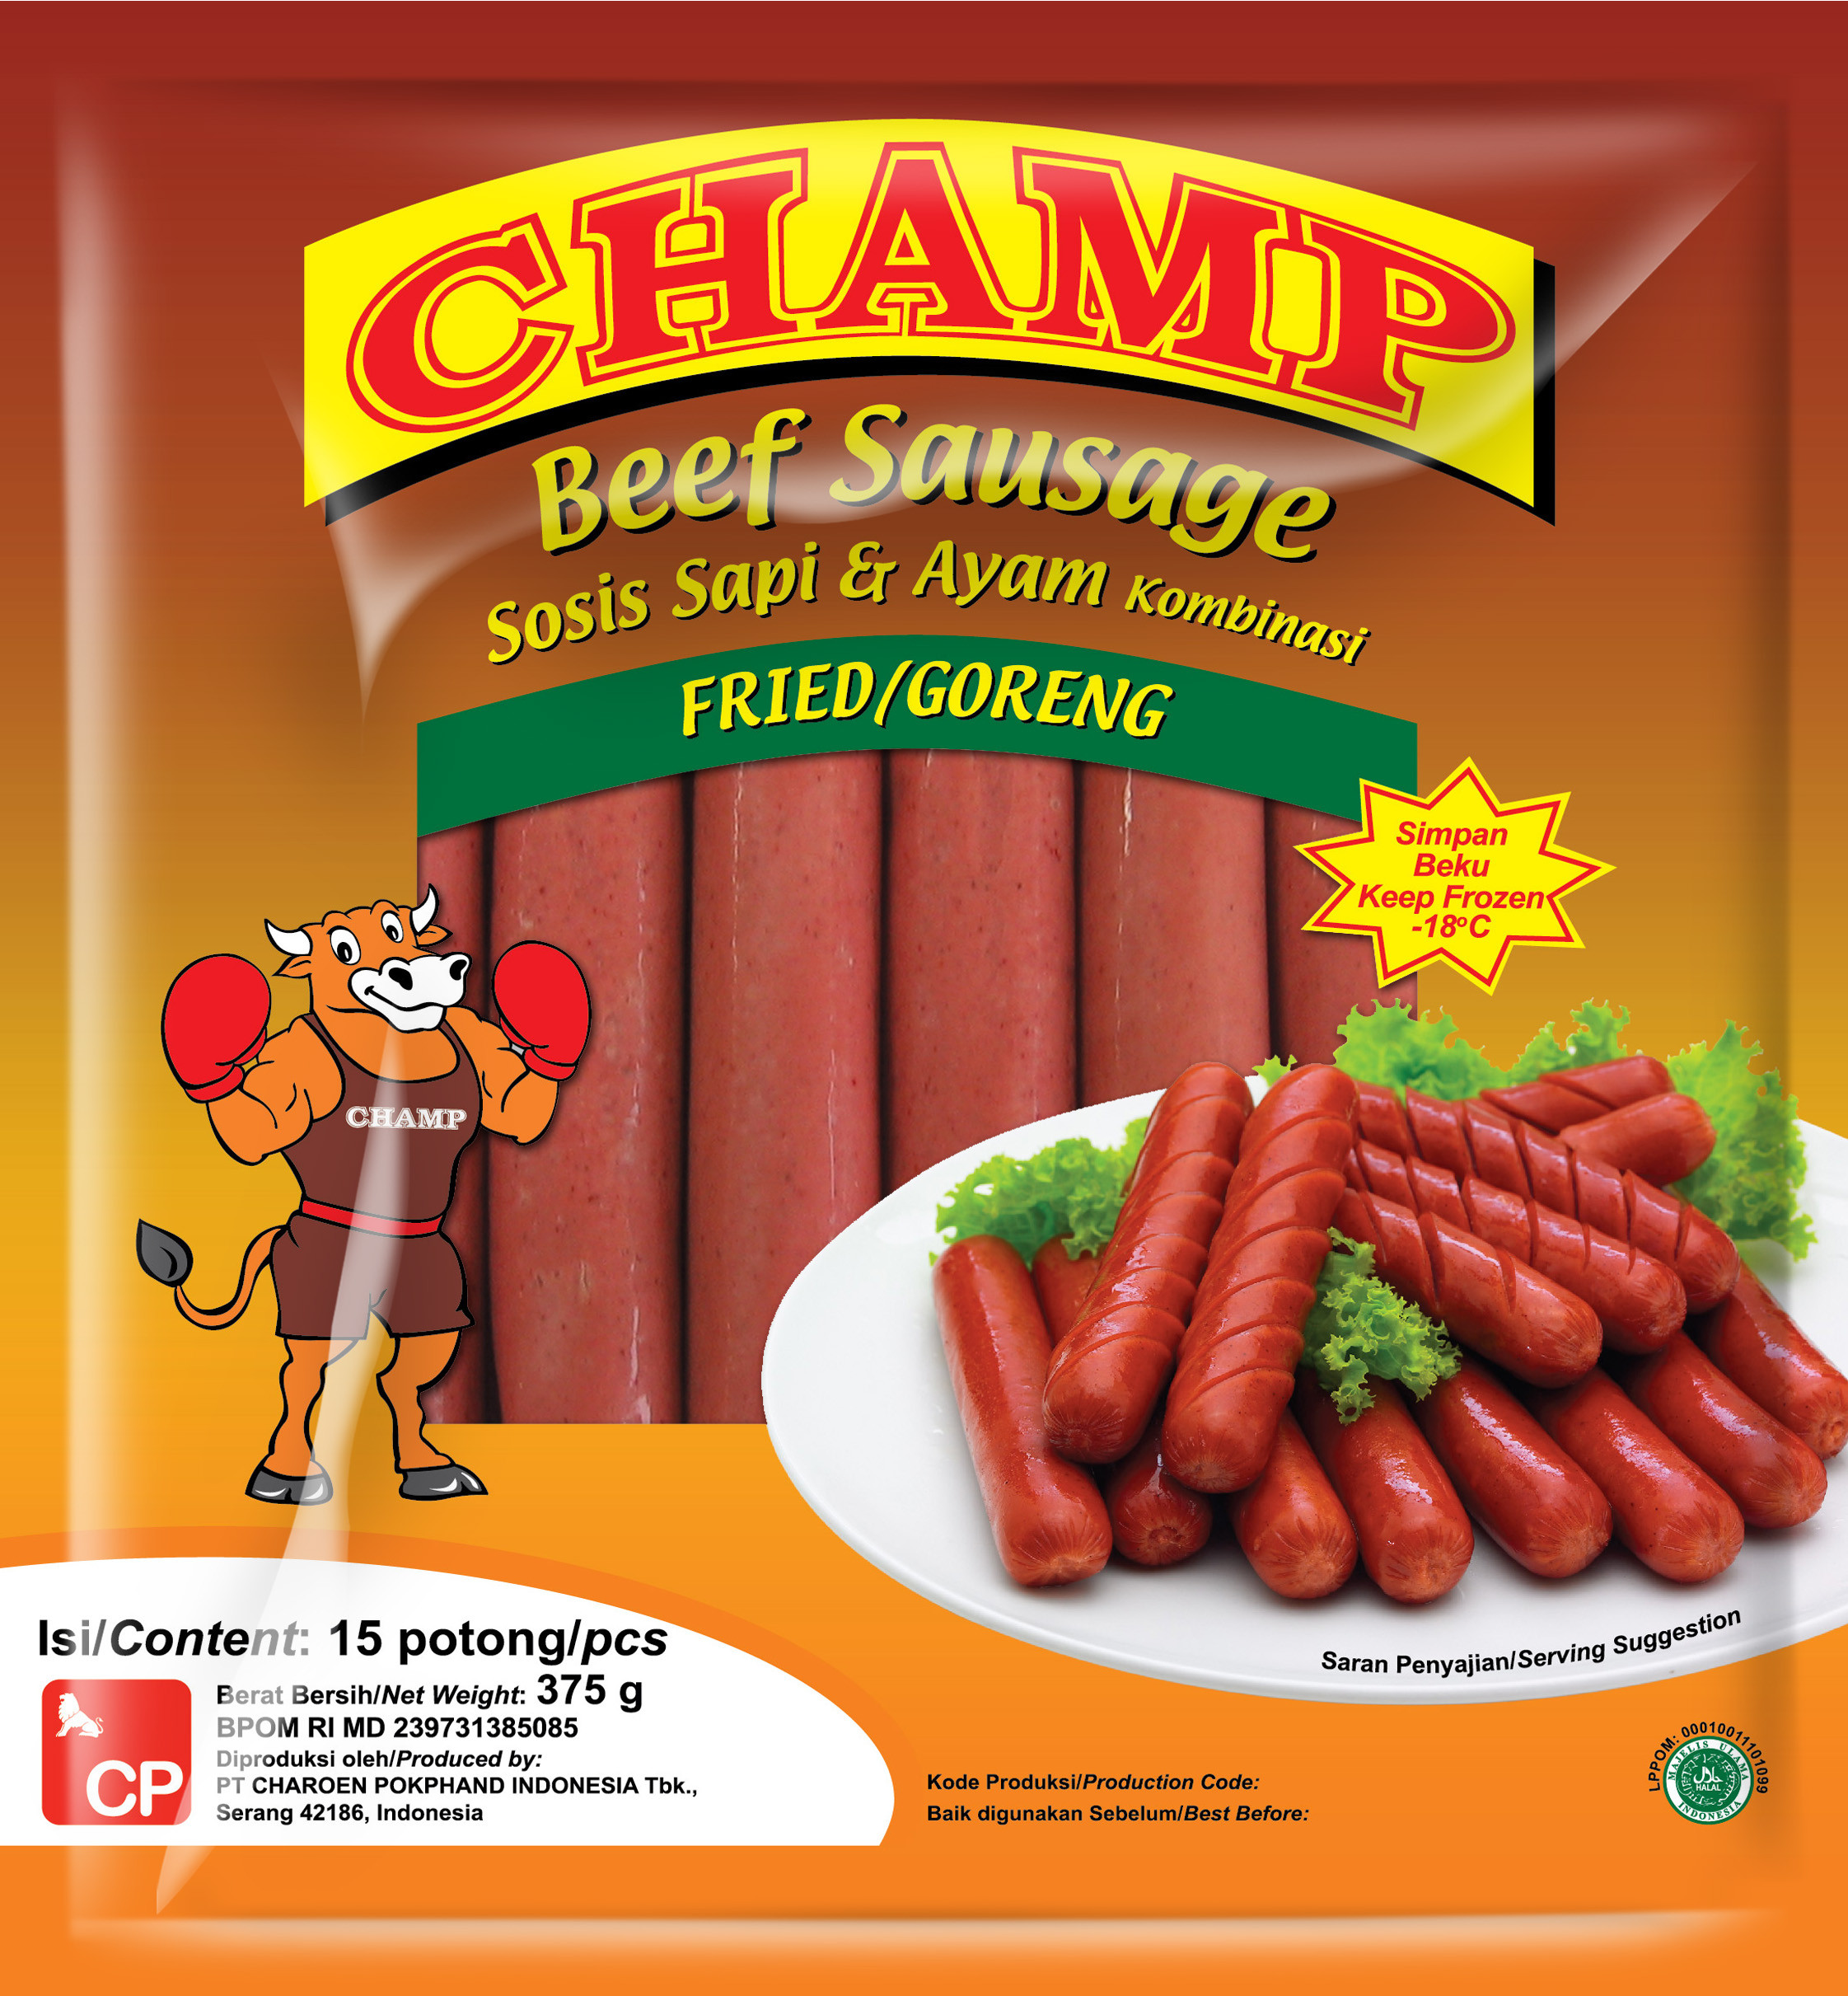 CHAMP
Beef Sausage
Sosis Sapi & Ayam Kombinasi
FRIED/GORENG
Simpan
Beku
Keep Frozen
-18°C
CHAMP
Isi/Content: 15 potong/pcs
Berat Bersih/Net Weight: 375 g
BPOM RI MD 239731385085
Diproduksi oleh/Produced by:
PT CHAROEN POKPHAND INDONESIA Tbk.,
Serang 42186, Indonesia
CP
Saran Penyajian/Serving Suggestion
Kode Produksi/Production Code:
Baik digunakan Sebelum/Best Before:
LPPOM: 00010011101099
MAJELIS ULAMA
حلال
HALAL
INDONESIA